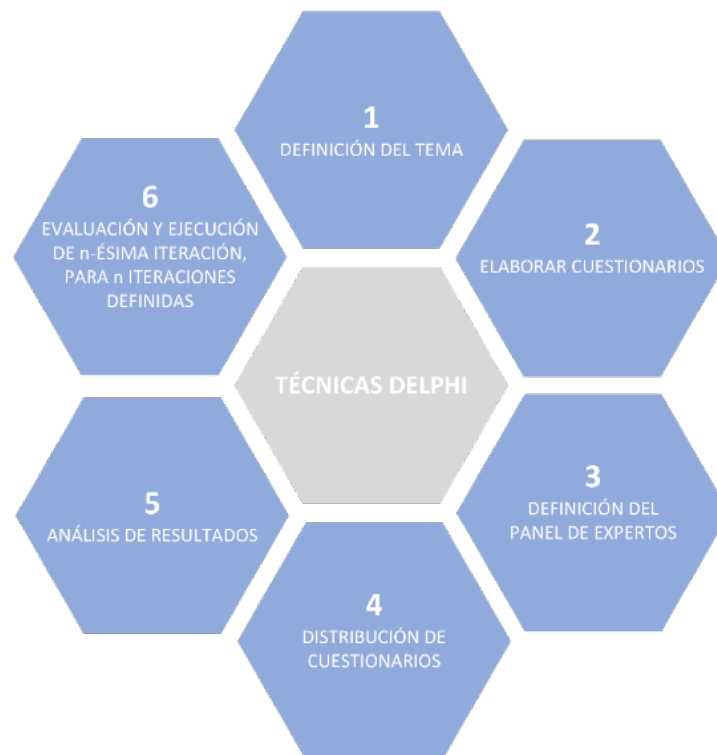 1
DEFINICIÓN DEL TEMA
2
ELABORAR CUESTIONARIOS
3
DEFINICIÓN DEL
PANEL DE EXPERTOS
4
DISTRIBUCIÓN DE
CUESTIONARIOS
5
ANÁLISIS DE RESULTADOS
6
EVALUACIÓN Y EJECUCIÓN
DE n-ÉSIMA ITERACIÓN,
PARA n ITERACIONES
DEFINIDAS
TÉCNICAS DELPHI